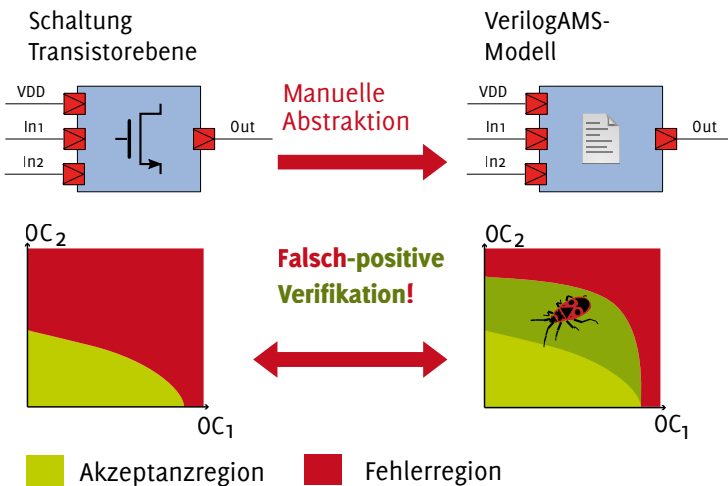 Schaltung
Transistorebene
VerilogAMS-
Modell
VDD
In1
In2
Out
Manuelle
Abstraktion
VDD
In1
In2
Out
OC2
OC1
Falsch-positive
Verifikation!
OC2
OC1
Akzeptanzregion
Fehlerregion